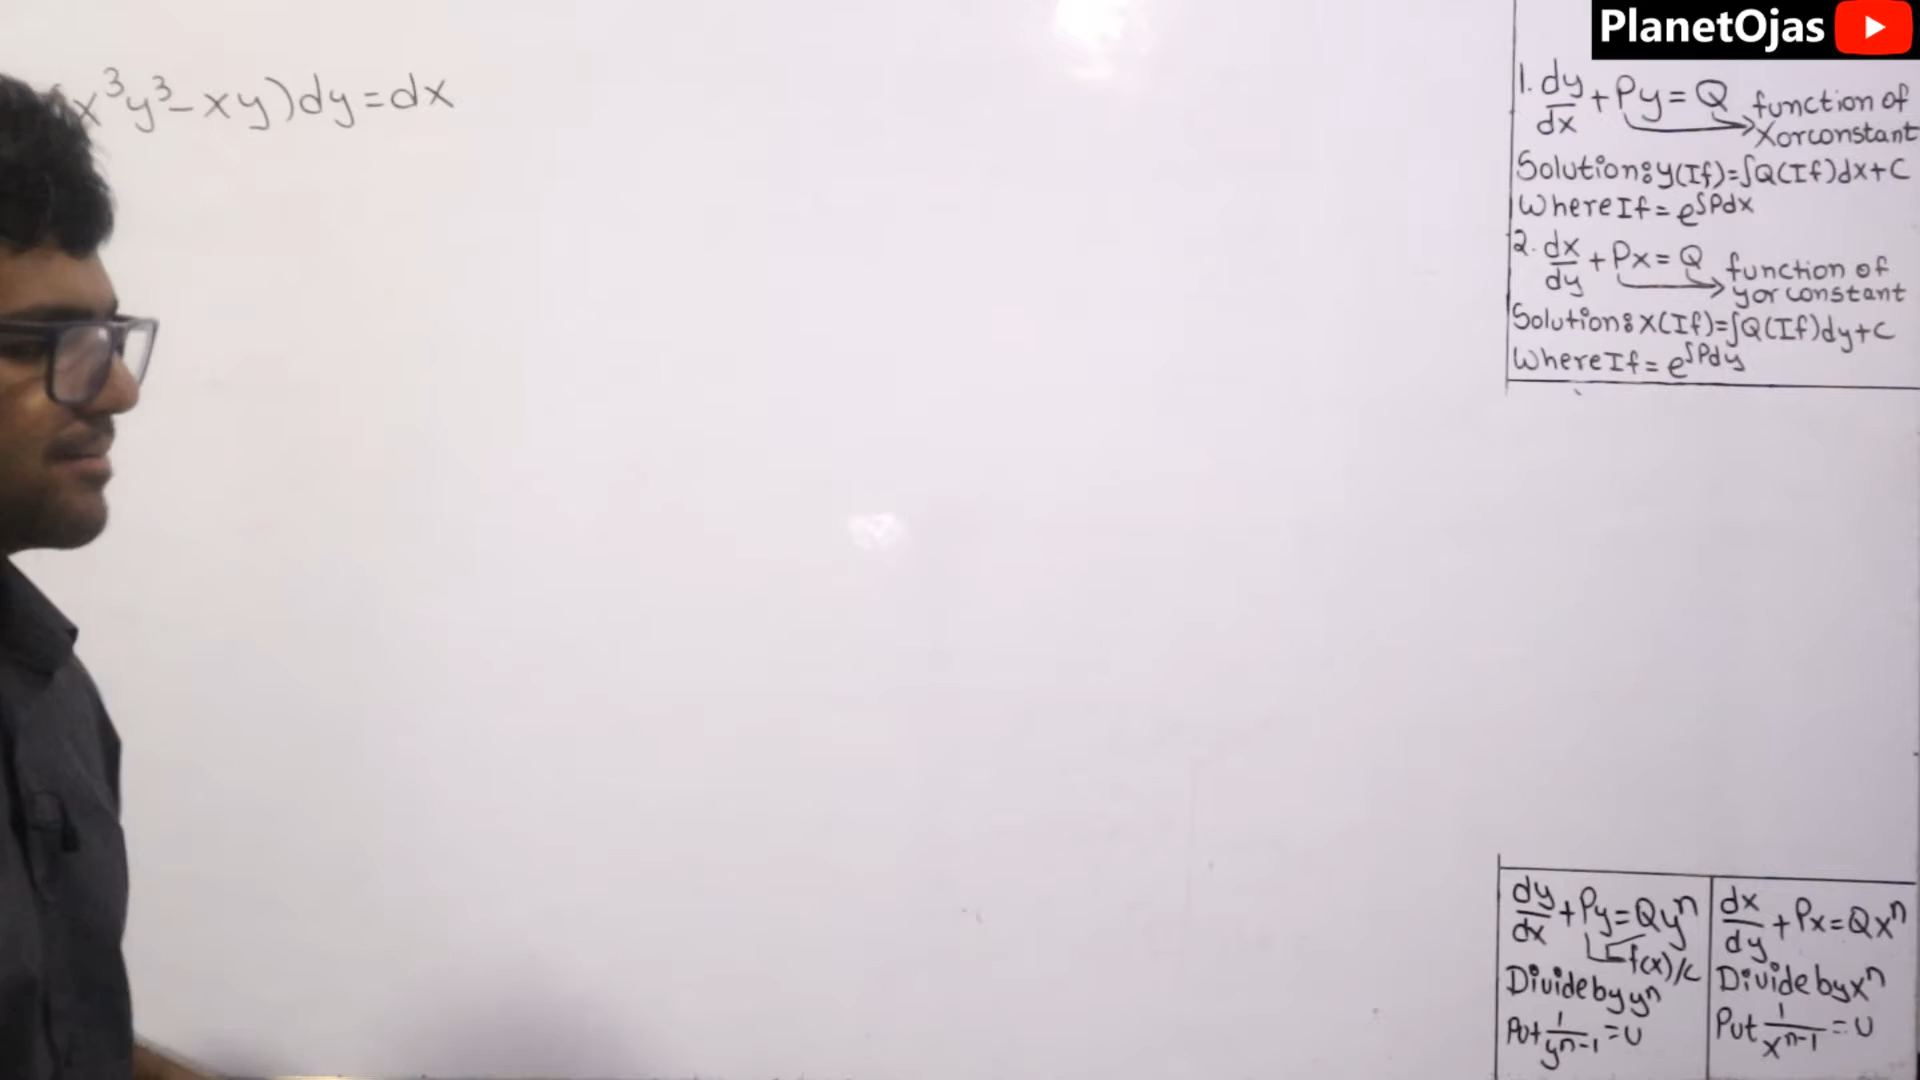 PlanetOjas
(x³y³-xy)dy=dx
1. dy/dx + Py = Q function of
x or constant
Solution: y(If)=∫Q(If)dx+C
Where If = e^∫Pdx
2. dx/dy + Px = Q function of
y or constant
Solution: x(If)=∫Q(If)dy+C
Where If = e^∫Pdy
dy/dx + Py = Qyⁿ
f(x)/c
Divide by yⁿ
Put 1/yⁿ⁻¹ = U
dx/dy + Px = Qxⁿ
Divide by xⁿ
Put 1/xⁿ⁻¹ = U